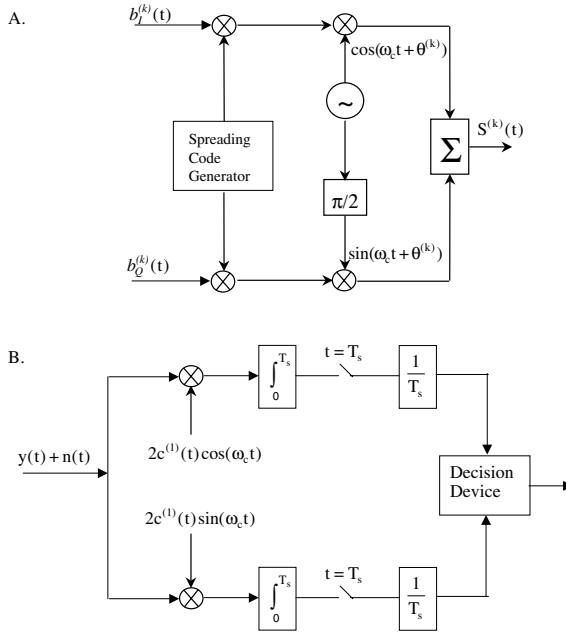 A.
b_I^(k)(t)
cos(ω_c t + θ^(k))
~
Spreading
Code
Generator
Σ
S^(k)(t)
π/2
b_Q^(k)(t)
sin(ω_c t + θ^(k))
B.
∫_0^T_s
t = T_s
1/T_s
2c^(1)(t)cos(ω_c t)
y(t) + n(t)
Decision
Device
2c^(1)(t)sin(ω_c t)
∫_0^T_s
t = T_s
1/T_s